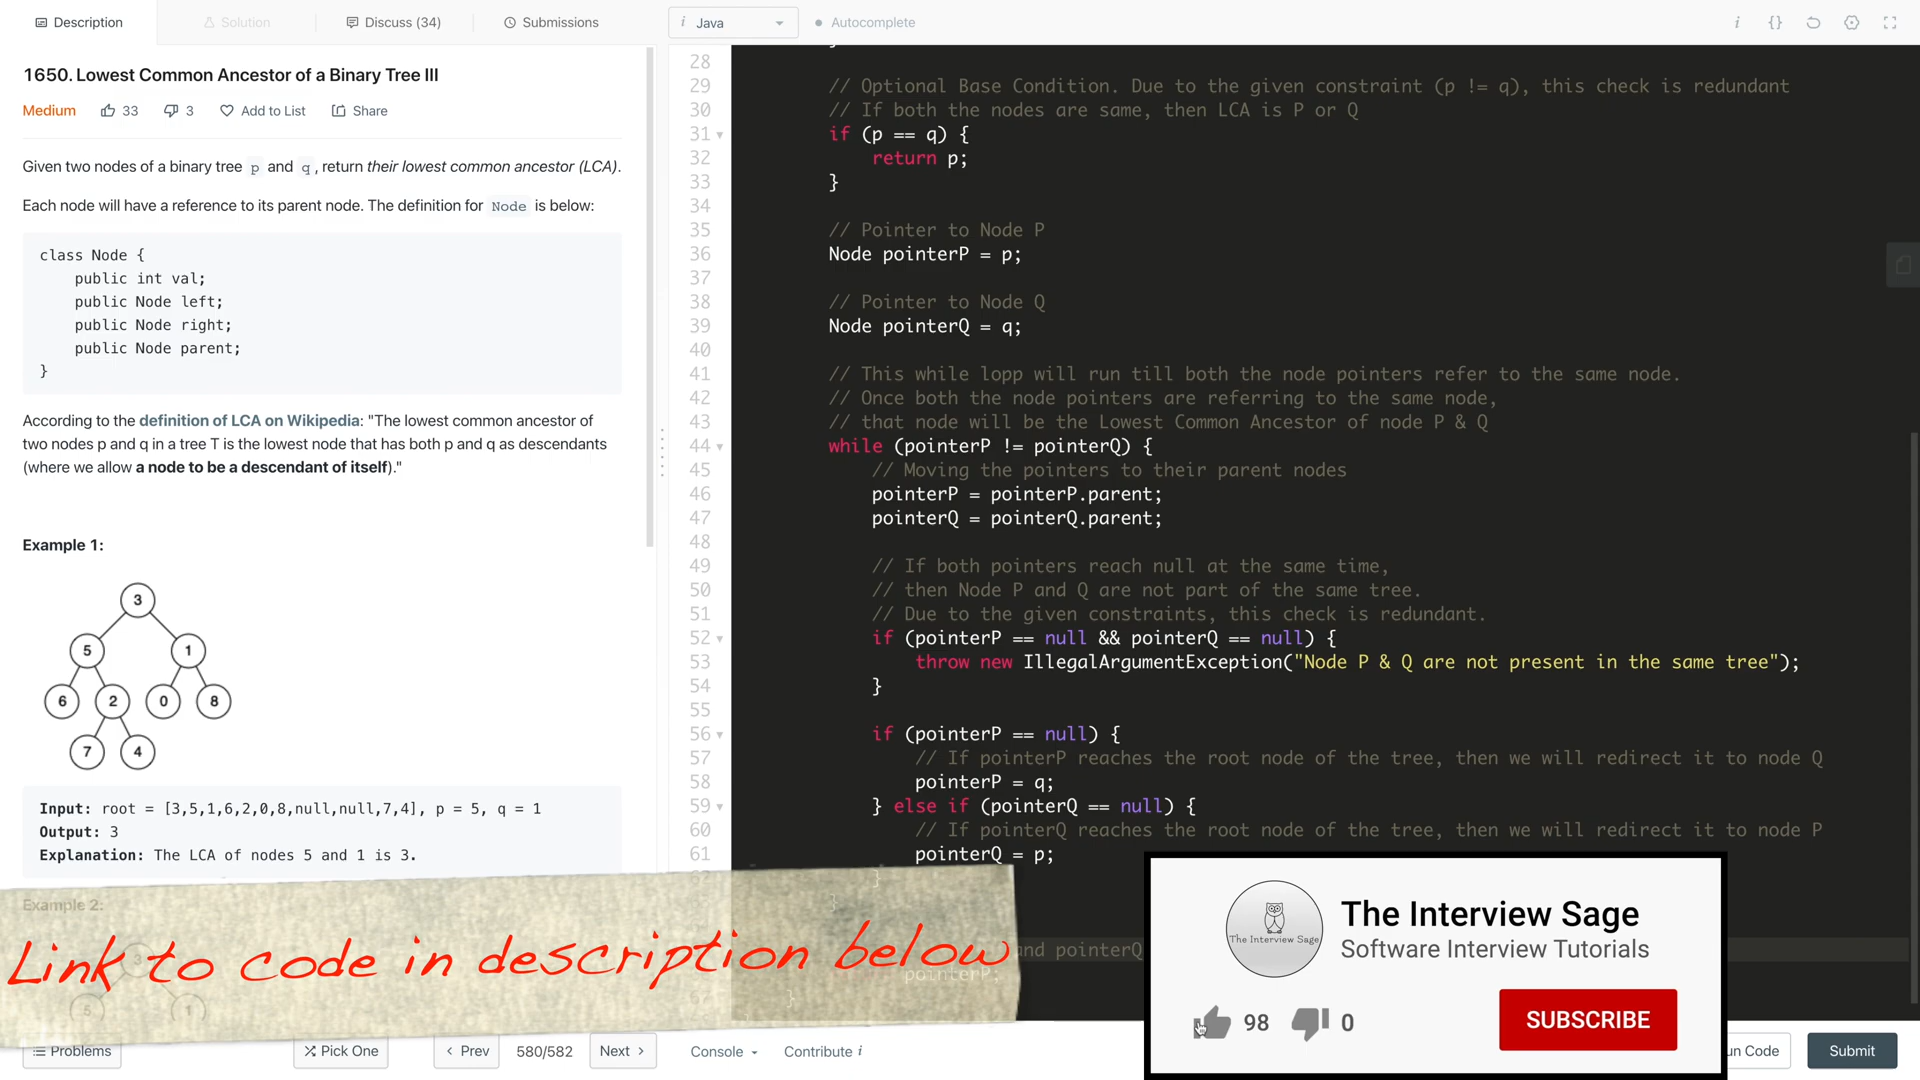 Description
Solution
Discuss (34)
Submissions
i Java
Autocomplete
i {}
1650. Lowest Common Ancestor of a Binary Tree III
Medium 33 3 Add to List Share
Given two nodes of a binary tree p and q, return their lowest common ancestor (LCA).
Each node will have a reference to its parent node. The definition for Node is below:
class Node {
public int val;
public Node left;
public Node right;
public Node parent;
}
According to the definition of LCA on Wikipedia: "The lowest common ancestor of
two nodes p and q in a tree T is the lowest node that has both p and q as descendants
(where we allow a node to be a descendant of itself)."
Example 1:
3
5 1
6 2 0 8
7 4
Input: root = [3,5,1,6,2,0,8,null,null,7,4], p = 5, q = 1
Output: 3
Explanation: The LCA of nodes 5 and 1 is 3.
Example 2:
3
5 1
28
29 // Optional Base Condition. Due to the given constraint (p != q), this check is redundant
30 // If both the nodes are same, then LCA is P or Q
31 if (p == q) {
32 return p;
33 }
34
35 // Pointer to Node P
36 Node pointerP = p;
37
38 // Pointer to Node Q
39 Node pointerQ = q;
40
41 // This while lopp will run till both the node pointers refer to the same node.
42 // Once both the node pointers are referring to the same node,
43 // that node will be the Lowest Common Ancestor of node P & Q
44 while (pointerP != pointerQ) {
45 // Moving the pointers to their parent nodes
46 pointerP = pointerP.parent;
47 pointerQ = pointerQ.parent;
48
49 // If both pointers reach null at the same time,
50 // then Node P and Q are not part of the same tree.
51 // Due to the given constraints, this check is redundant.
52 if (pointerP == null && pointerQ == null) {
53 throw new IllegalArgumentException("Node P & Q are not present in the same tree");
54 }
55
56 if (pointerP == null) {
57 // If pointerP reaches the root node of the tree, then we will redirect it to node Q
58 pointerP = q;
59 } else if (pointerQ == null) {
60 // If pointerQ reaches the root node of the tree, then we will redirect it to node P
61 pointerQ = p;
}
}
and pointerQ
pointerP;
}
Link to code in description below
The Interview Sage
The Interview Sage
Software Interview Tutorials
98 0
SUBSCRIBE
Problems
Pick One
Prev
580/582
Next
Console
Contribute i
un Code
Submit